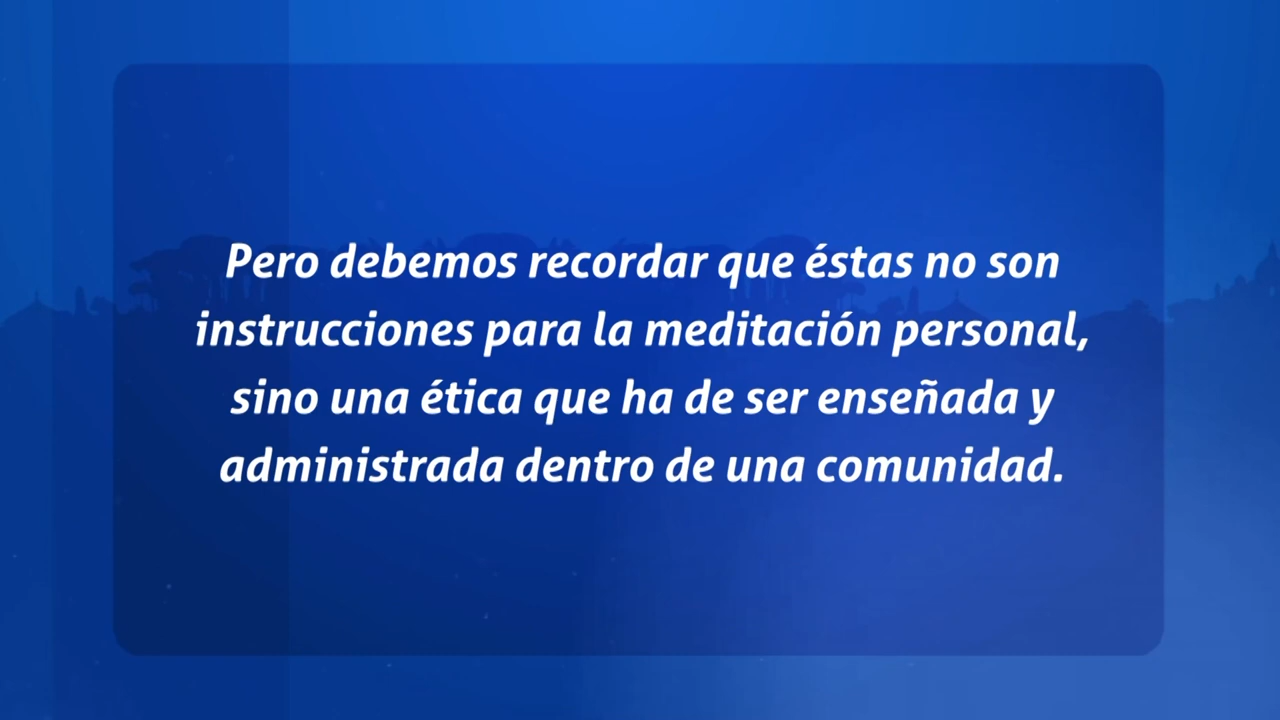 Pero debemos recordar que éstas no son
instrucciones para la meditación personal,
sino una ética que ha de ser enseñada y
administrada dentro de una comunidad.